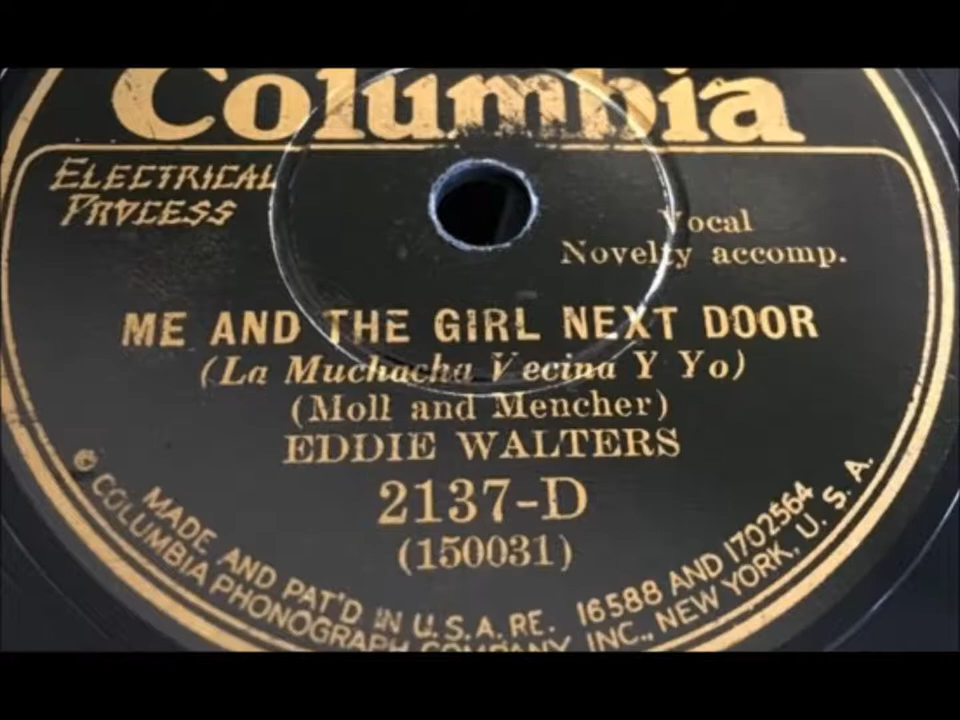 Columbia
ELECTRICAL
PROCESS
Vocal
Novelty accomp.
ME AND THE GIRL NEXT DOOR
(La Muchacha Vecina Y Yo)
(Moll and Mencher)
EDDIE WALTERS
2137-D
(150031)
MADE AND PAT'D IN U.S.A. RE. 16588 AND 1702564
© COLUMBIA PHONOGRAPH COMPANY INC., NEW YORK, U. S. A.